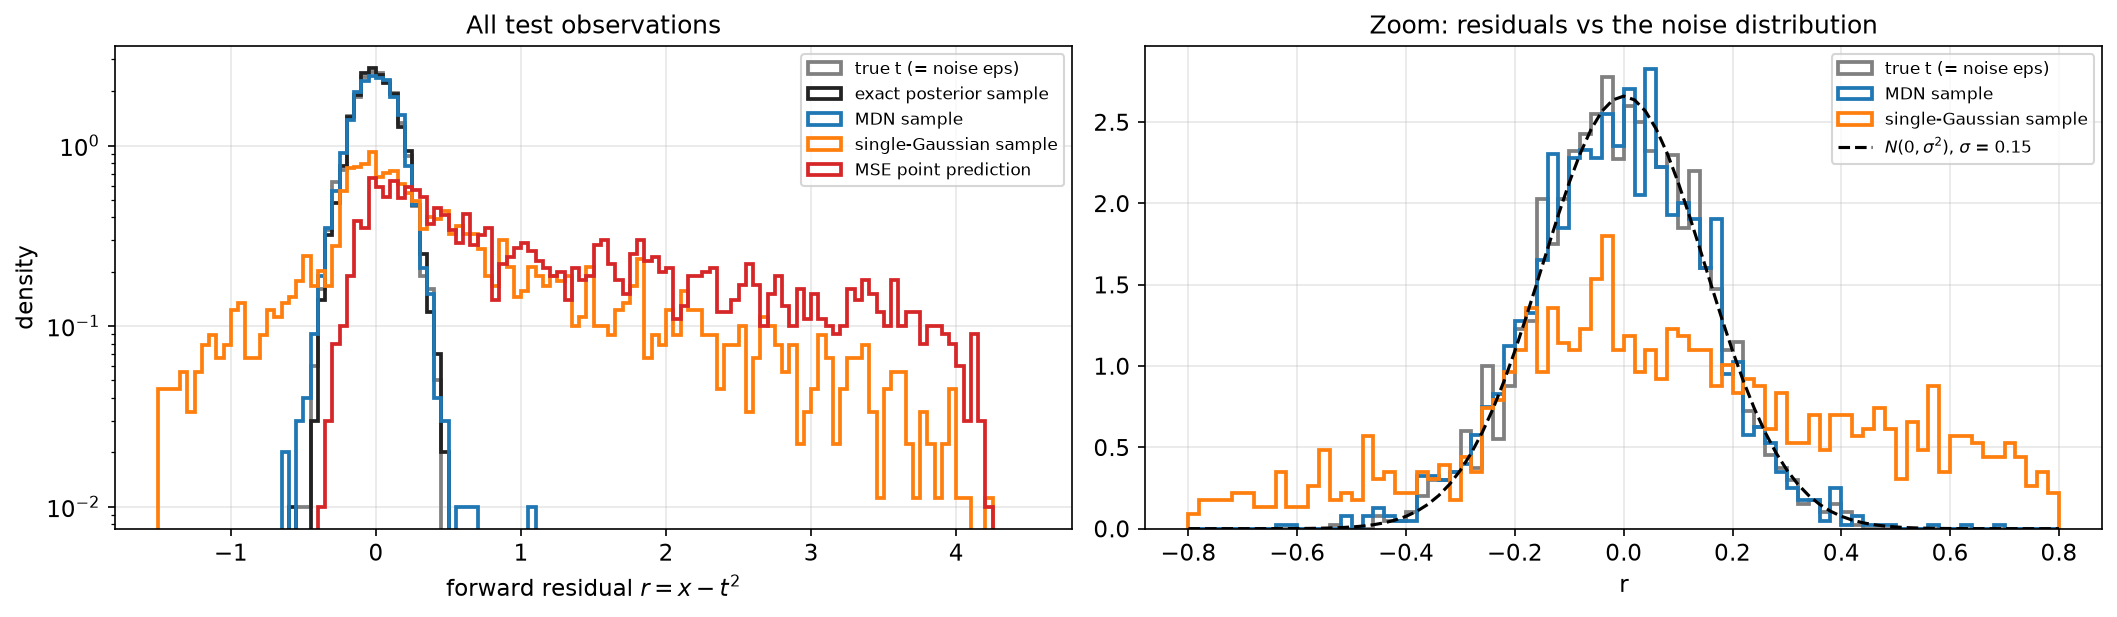 All test observations
density
10⁰
10⁻¹
10⁻²
−1
0
1
2
3
4
forward residual r = x − t²
true t (= noise eps)
exact posterior sample
MDN sample
single-Gaussian sample
MSE point prediction
Zoom: residuals vs the noise distribution
2.5
2.0
1.5
1.0
0.5
0.0
−0.8
−0.6
−0.4
−0.2
0.0
0.2
0.4
0.6
0.8
r
true t (= noise eps)
MDN sample
single-Gaussian sample
N(0, σ²), σ = 0.15